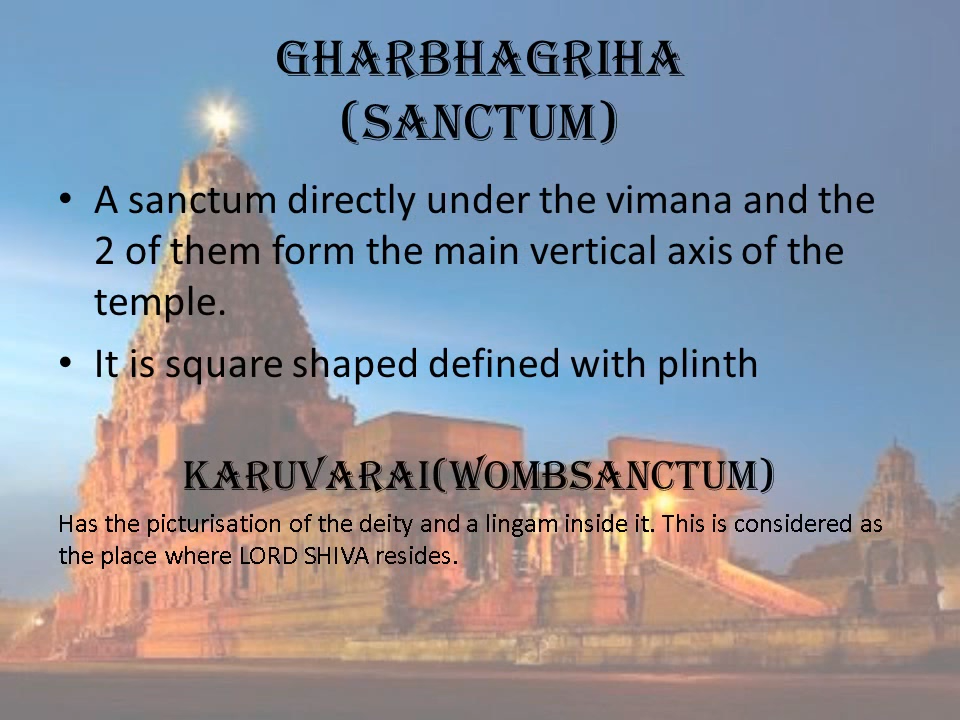 GHARBHAGRIHA
(SANCTUM)
• A sanctum directly under the vimana and the
2 of them form the main vertical axis of the
temple.
• It is square shaped defined with plinth
KARUVARAI(WOMBSANCTUM)
Has the picturisation of the deity and a lingam inside it. This is considered as
the place where LORD SHIVA resides.